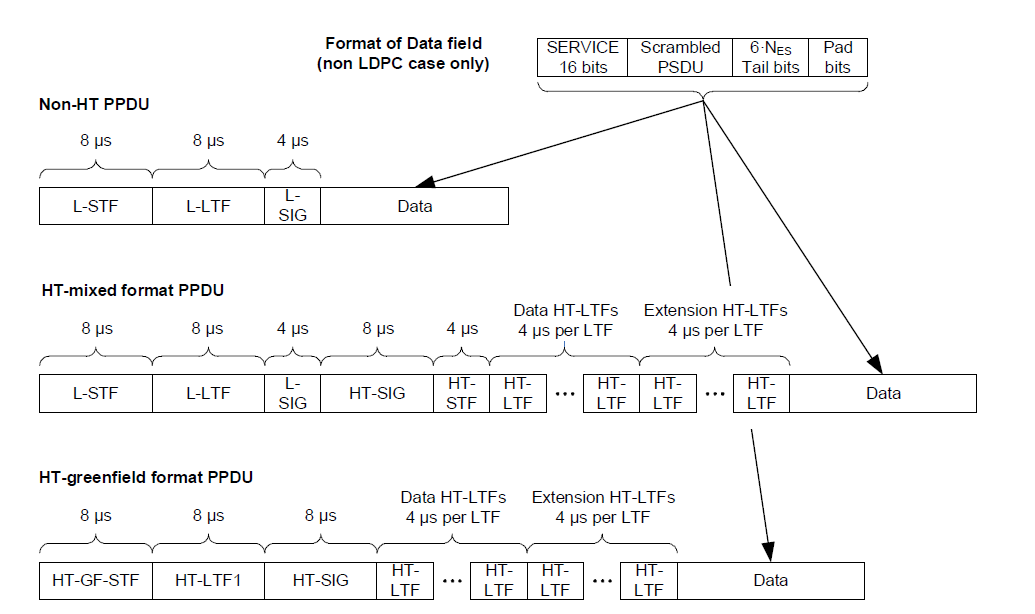 Format of Data field
(non LDPC case only)
SERVICE
16 bits
Scrambled
PSDU
6·NES
Tail bits
Pad
bits
Non-HT PPDU
8 µs
8 µs
4 µs
L-STF
L-LTF
L-
SIG
Data
HT-mixed format PPDU
Data HT-LTFs
4 µs per LTF
Extension HT-LTFs
4 µs per LTF
8 µs
8 µs
4 µs
8 µs
4 µs
L-STF
L-LTF
L-
SIG
HT-SIG
HT-
STF
HT-
LTF
...
HT-
LTF
HT-
LTF
...
HT-
LTF
Data
HT-greenfield format PPDU
Data HT-LTFs
4 µs per LTF
Extension HT-LTFs
4 µs per LTF
8 µs
8 µs
8 µs
HT-GF-STF
HT-LTF1
HT-SIG
HT-
LTF
...
HT-
LTF
HT-
LTF
...
HT-
LTF
Data